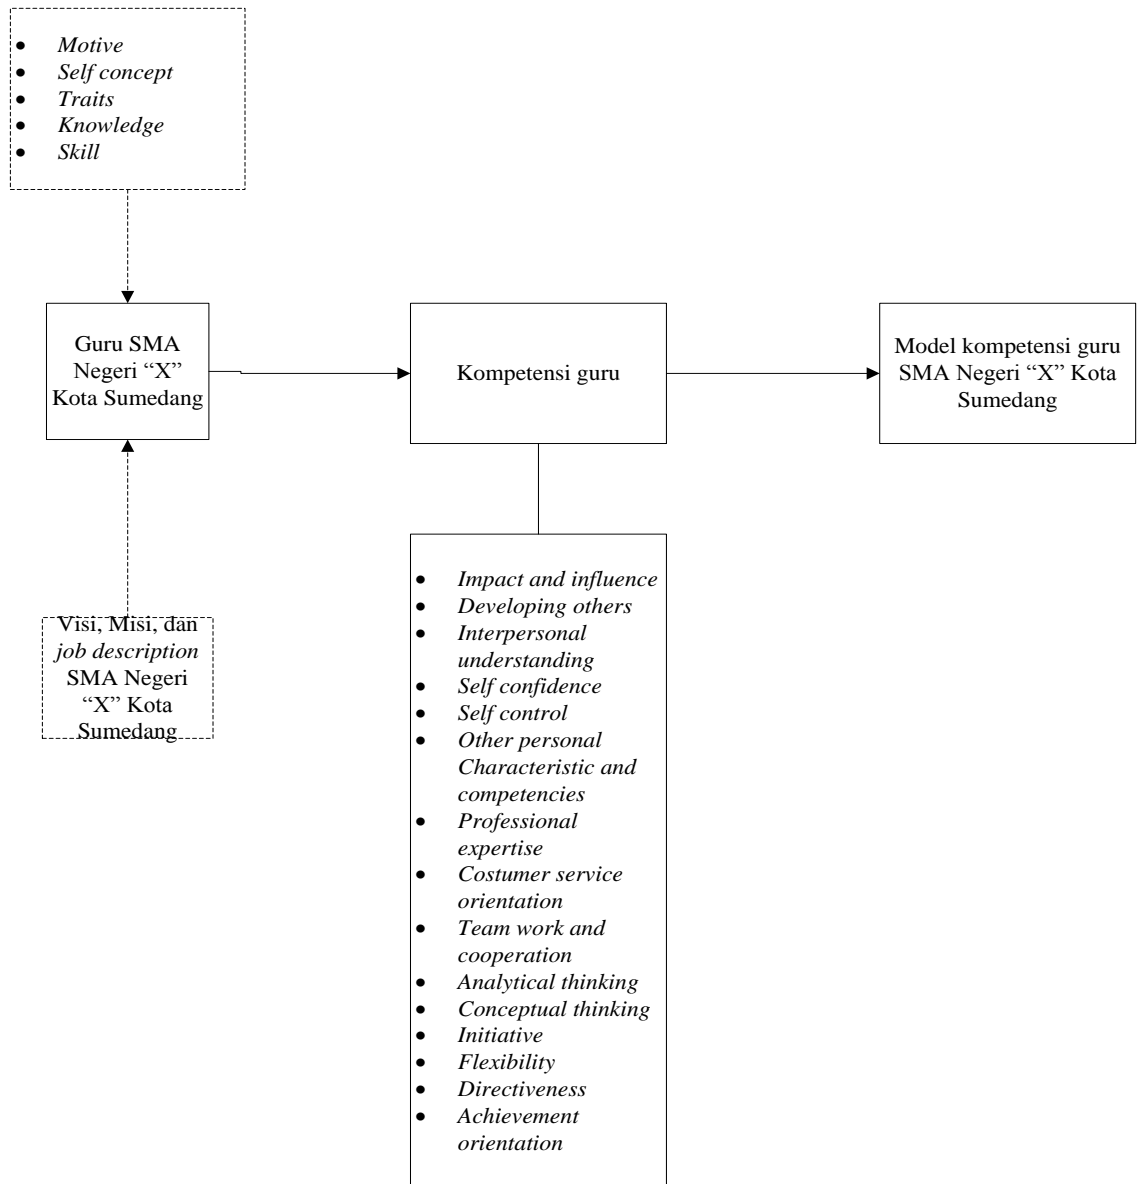 • Motive
• Self concept
• Traits
• Knowledge
• Skill
Guru SMA
Negeri “X”
Kota Sumedang
Kompetensi guru
Model kompetensi guru
SMA Negeri “X” Kota
Sumedang
Visi, Misi, dan
job description
SMA Negeri
“X” Kota
Sumedang
• Impact and influence
• Developing others
• Interpersonal
understanding
• Self confidence
• Self control
• Other personal
Characteristic and
competencies
• Professional
expertise
• Costumer service
orientation
• Team work and
cooperation
• Analytical thinking
• Conceptual thinking
• Initiative
• Flexibility
• Directiveness
• Achievement
orientation